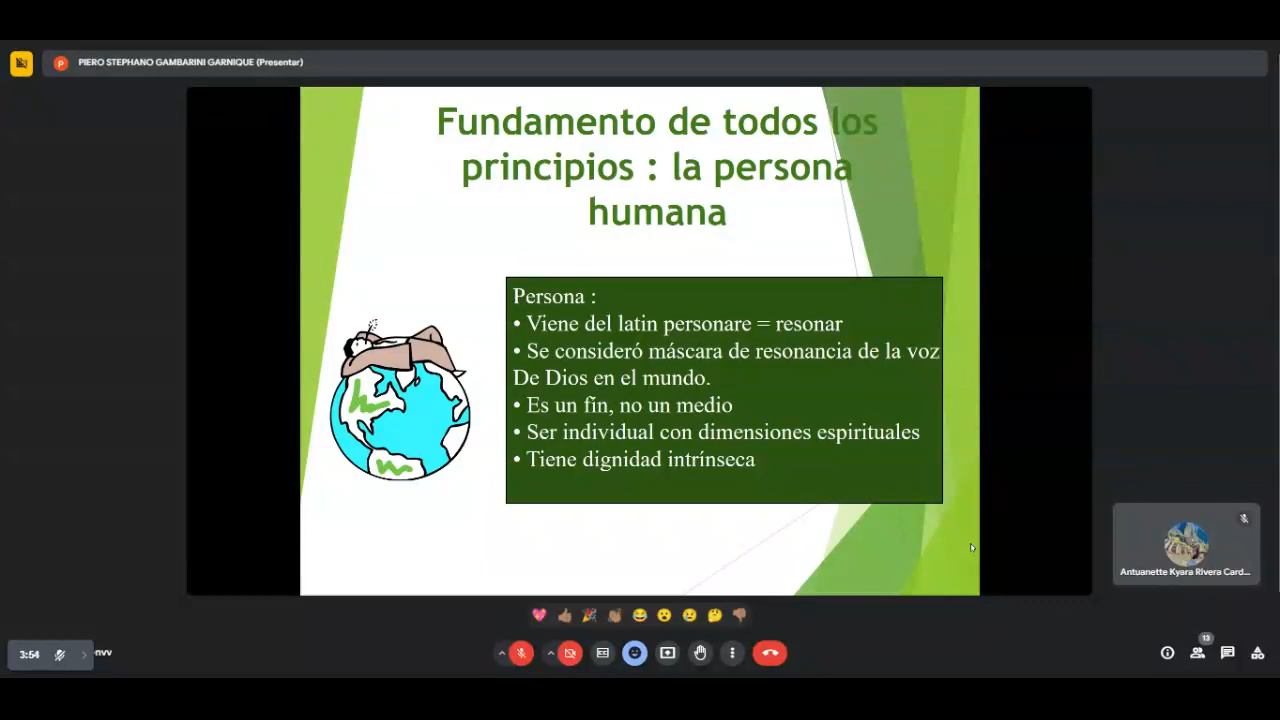 PIERO STEPHANO GAMBARINI GARNIQUE (Presentar)
P
Fundamento de todos los
principios : la persona
humana
Persona :
• Viene del latin personare = resonar
• Se consideró máscara de resonancia de la voz
De Dios en el mundo.
• Es un fín, no un medio
• Ser individual con dimensiones espirituales
• Tiene dignidad intrínseca
Antuanette Kyara Rivera Card...
3:54
nvv
13